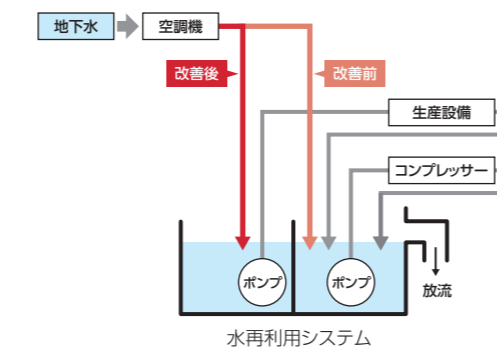 地下水
空調機
改善後
改善前
生産設備
コンプレッサー
ポンプ
ポンプ
放流
水再利用システム